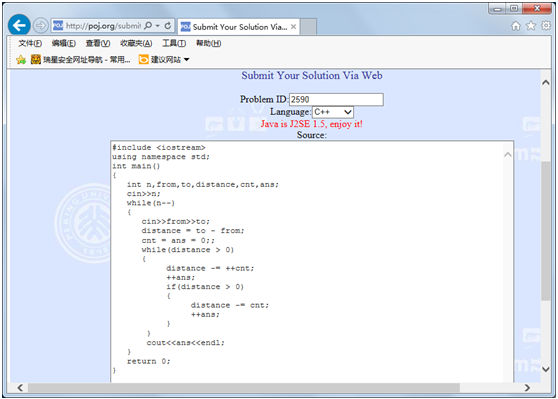 http://poj.org/submit
Submit Your Solution Via...
文件(F) 编辑(E) 查看(V) 收藏夹(A) 工具(T) 帮助(H)
瑞星安全网址导航 - 常用... 建议网站
Submit Your Solution Via Web
Problem ID: 2590
Language: C++
Java is J2SE 1.5, enjoy it!
Source:
#include <iostream>
using namespace std;
int main()
{
int n,from,to,distance,cnt,ans;
cin>>n;
while(n--)
{
cin>>from>>to;
distance = to - from;
cnt = ans = 0;;
while(distance > 0)
{
distance -= ++cnt;
++ans;
if(distance > 0)
{
distance -= cnt;
++ans;
}
}
cout<<ans<<endl;
}
return 0;
}